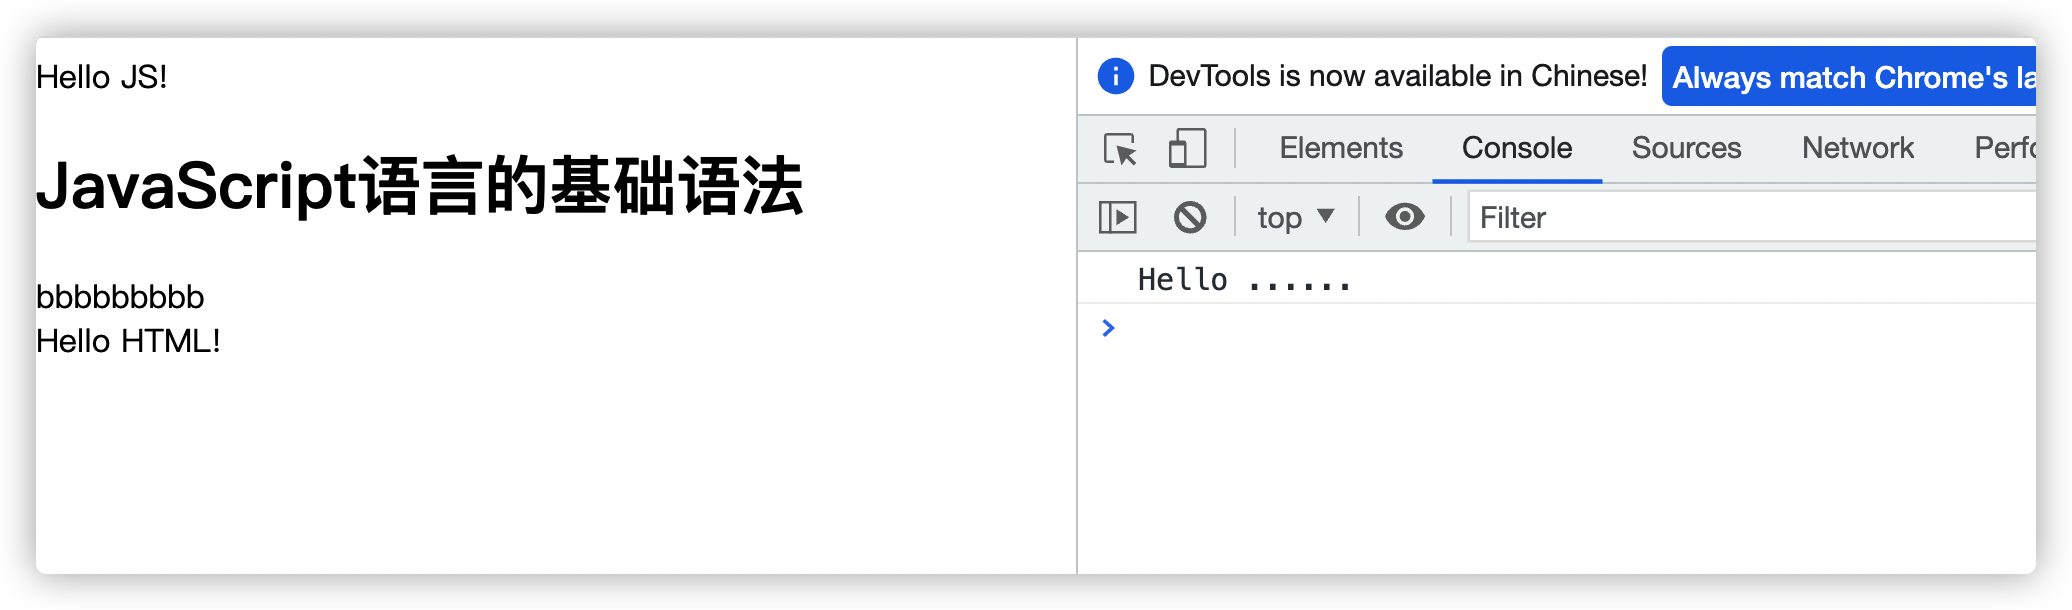 Hello JS!
JavaScript语言的基础语法
bbbbbbbbb
Hello HTML!
DevTools is now available in Chinese! Always match Chrome's la
Elements Console Sources Network Perfo
top Filter
Hello ......